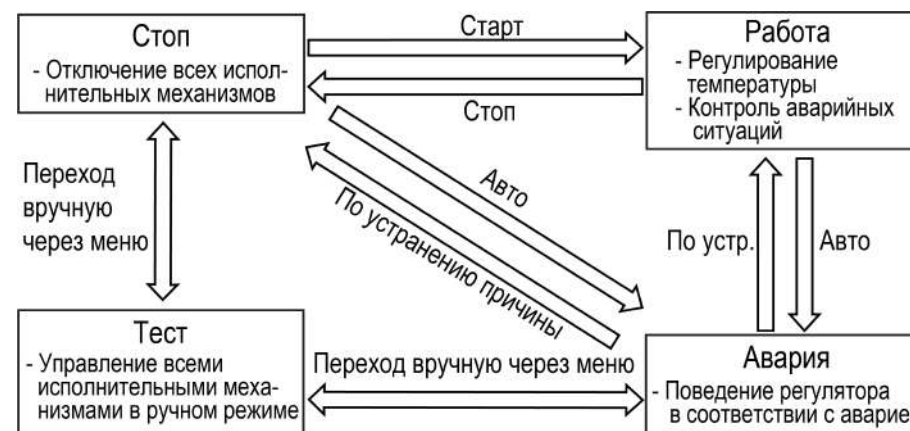 Стоп
- Отключение всех испол-
нительных механизмов
Старт
Стоп
Работа
- Регулирование
температуры
- Контроль аварийных
ситуаций
Переход
вручную
через меню
Авто
По устранению причины
По устр.
Авто
Тест
- Управление всеми
исполнительными меха-
низмами в ручном режиме
Переход вручную через меню
Авария
- Поведение регулятора
в соответствии с аварие